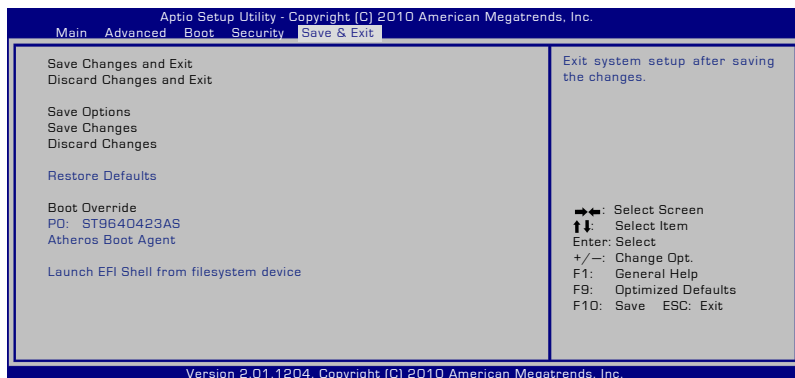 Aptio Setup Utility - Copyright (C) 2010 American Megatrends, Inc.
Main Advanced Boot Security Save & Exit
Save Changes and Exit
Discard Changes and Exit
Save Options
Save Changes
Discard Changes
Restore Defaults
Boot Override
P0: ST9640423AS
Atheros Boot Agent
Launch EFI Shell from filesystem device
Exit system setup after saving
the changes.
→←: Select Screen
↑↓: Select Item
Enter: Select
+/—: Change Opt.
F1: General Help
F9: Optimized Defaults
F10: Save ESC: Exit
Version 2.01.1204. Copyright (C) 2010 American Megatrends, Inc.